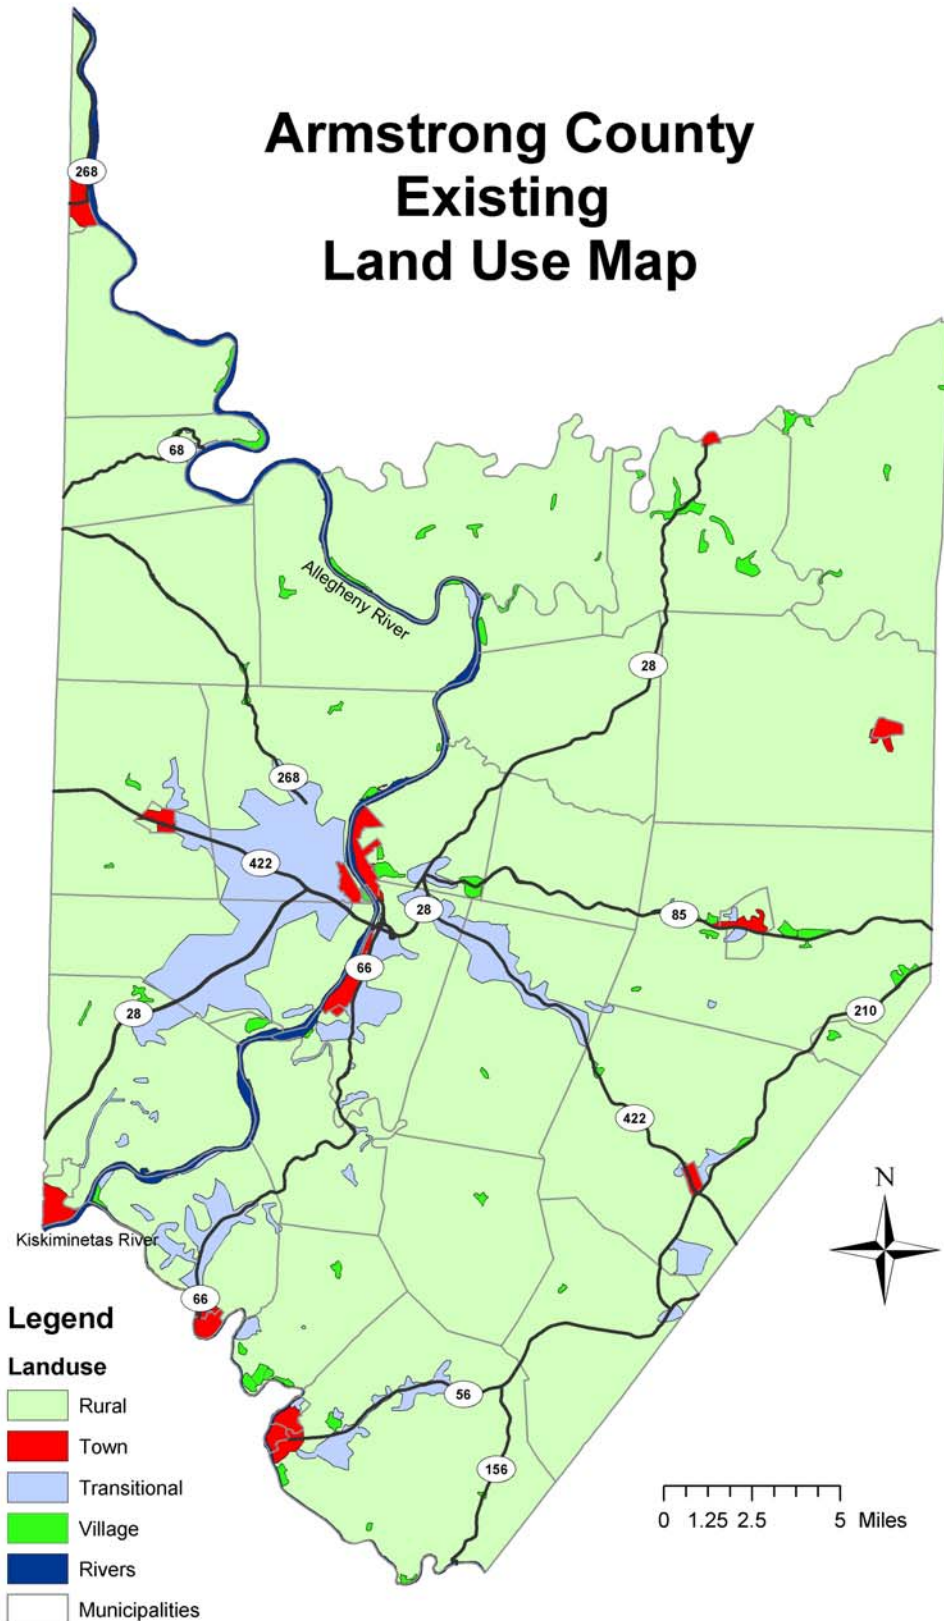 Armstrong County
Existing
Land Use Map
268
68
Allegheny River
28
268
422
28
85
66
28
210
422
N
Kiskiminetas River
66
56
156
Legend
Landuse
Rural
Town
Transitional
Village
Rivers
Municipalities
0 1.25 2.5 5 Miles